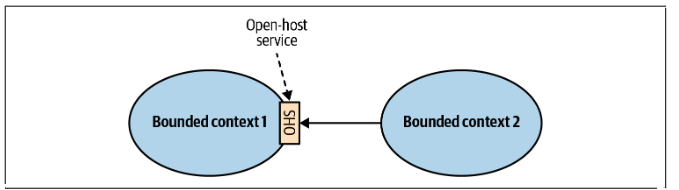 Open-host
service
Bounded context 1
OHS
Bounded context 2